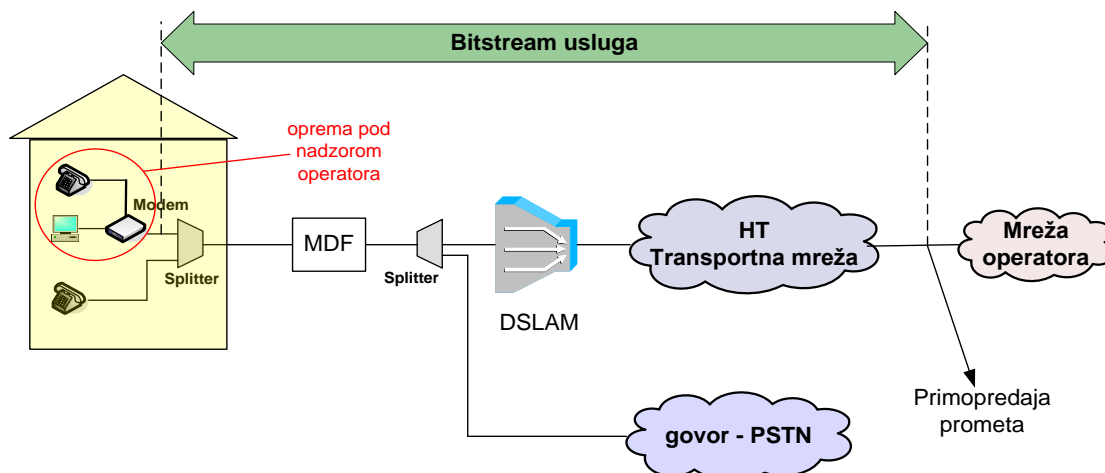 Bitstream usluga
oprema pod
nadzorom
operatora
Modem
Splitter
MDF
Splitter
DSLAM
HT
Transportna mreža
Mreža
operatora
Primopredaja
prometa
govor - PSTN